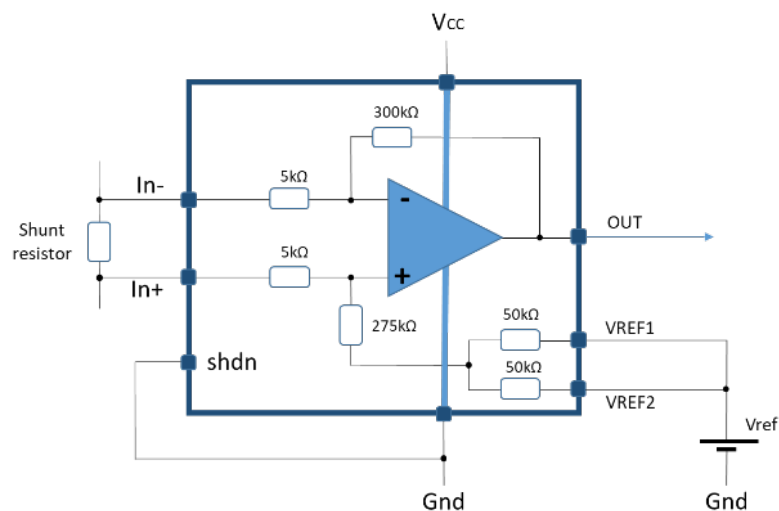 Vcc
300kΩ
5kΩ
In-
-
Shunt
resistor
5kΩ
OUT
In+
+
275kΩ
50kΩ
VREF1
shdn
50kΩ
VREF2
Vref
Gnd
Gnd